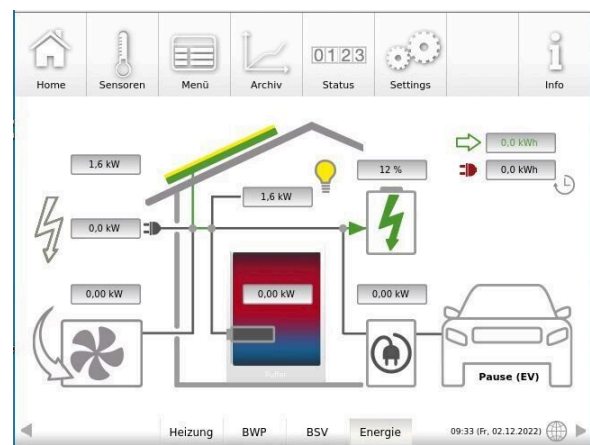 Home Sensoren Menü Archiv 0123 Status Settings Info
1,6 kW
12 %
0,0 kWh
0,0 kWh
1,6 kW
0,0 kW
0,00 kW
0,00 kW
0,00 kW
Puffer
Pause (EV)
Heizung BWP BSV Energie 09:33 (Fr, 02.12.2022)